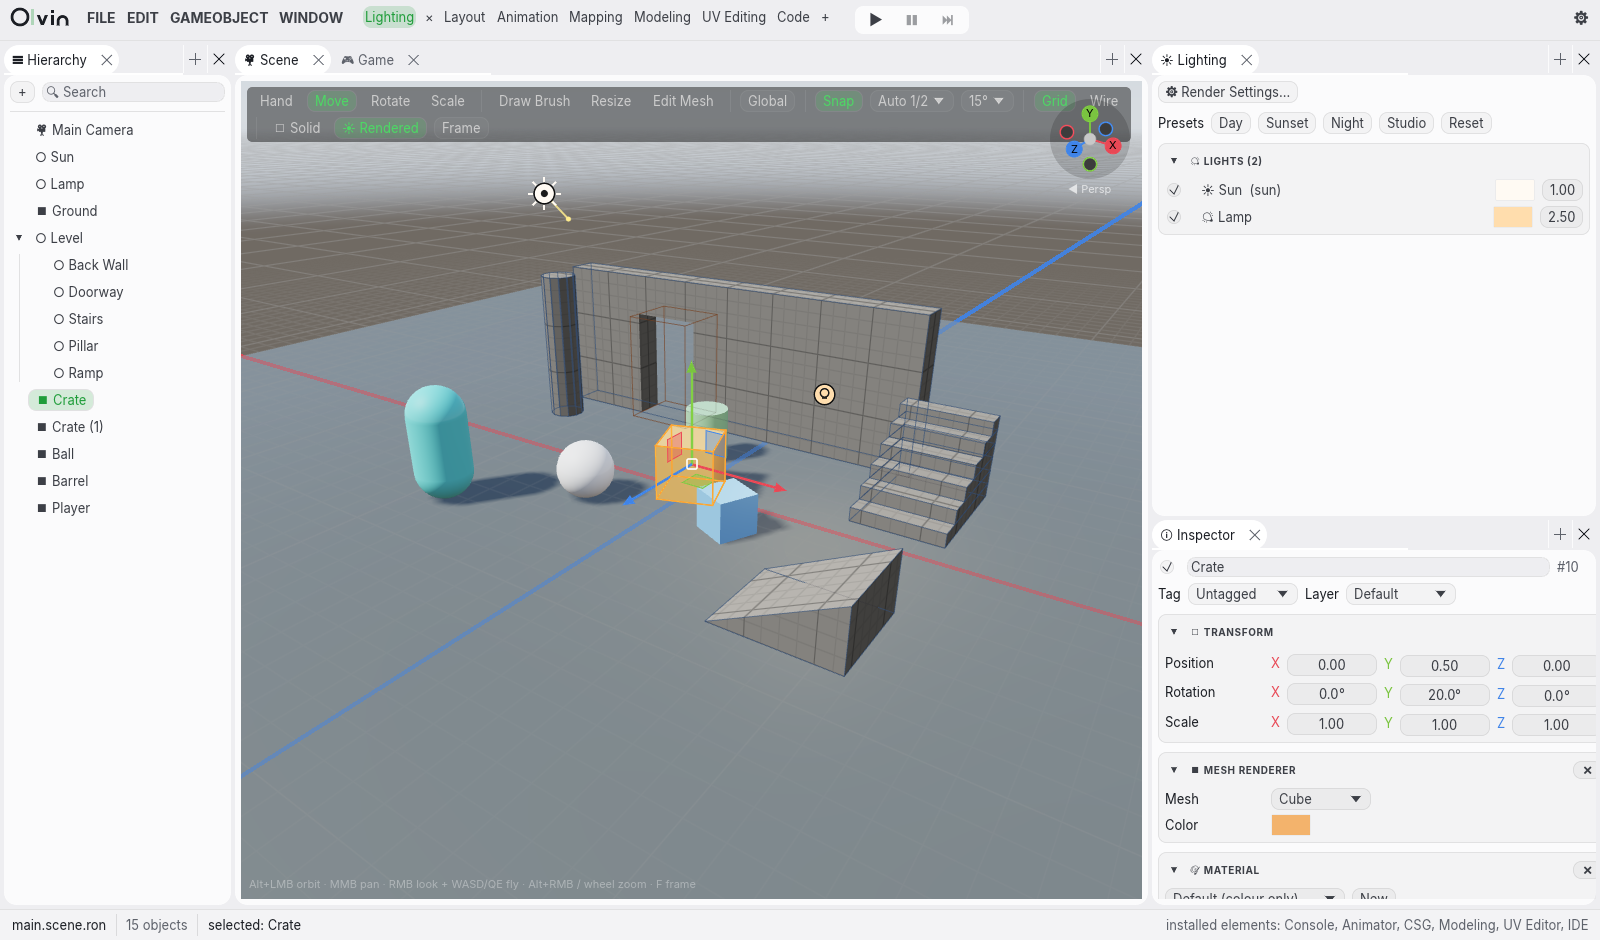 Olvin FILE EDIT GAMEOBJECT WINDOW Lighting × Layout Animation Mapping Modeling UV Editing Code +
Hierarchy
+ Search
Main Camera
Sun
Lamp
Ground
Level
Back Wall
Doorway
Stairs
Pillar
Ramp
Crate
Crate (1)
Ball
Barrel
Player
Scene Game
Hand Move Rotate Scale Draw Brush Resize Edit Mesh Global Snap Auto 1/2 15° Grid Wire
Solid Rendered Frame
Y
Z X
Persp
Alt+LMB orbit · MMB pan · RMB look + WASD/QE fly · Alt+RMB / wheel zoom · F frame
Lighting
Render Settings...
Presets Day Sunset Night Studio Reset
LIGHTS (2)
Sun (sun) 1.00
Lamp 2.50
Inspector
Crate #10
Tag Untagged Layer Default
TRANSFORM
Position X 0.00 Y 0.50 Z 0.00
Rotation X 0.0° Y 20.0° Z 0.0°
Scale X 1.00 Y 1.00 Z 1.00
MESH RENDERER
Mesh Cube
Color
MATERIAL
Default (colour only) New
main.scene.ron 15 objects selected: Crate installed elements: Console, Animator, CSG, Modeling, UV Editor, IDE